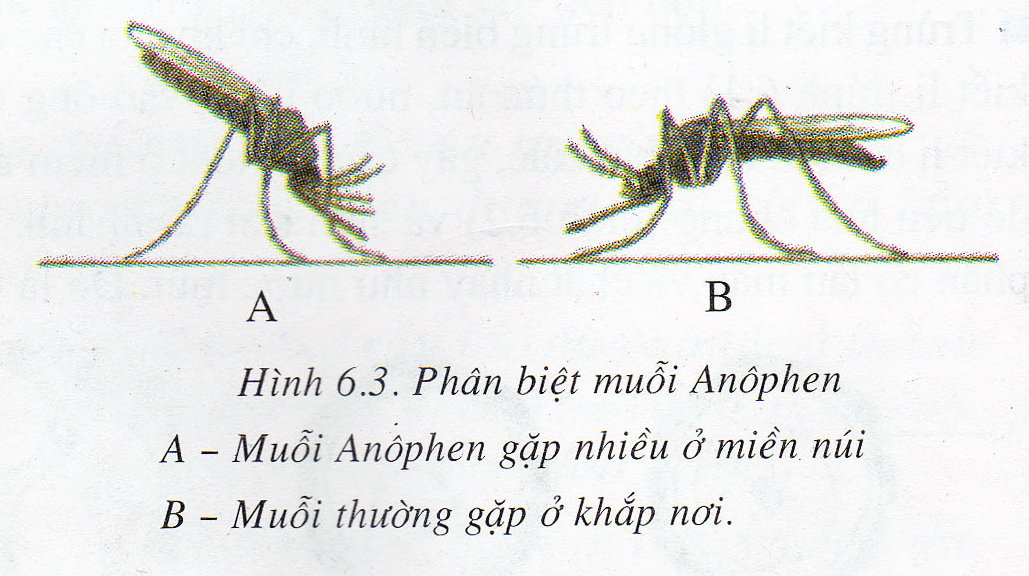 A
B
Hình 6.3. Phân biệt muỗi Anôphen
A – Muỗi Anôphen gặp nhiều ở miền núi
B – Muỗi thường gặp ở khắp nơi.